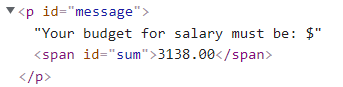 ▼<p id="message">
"Your budget for salary must be: $"
<span id="sum">3138.00</span>
</p>